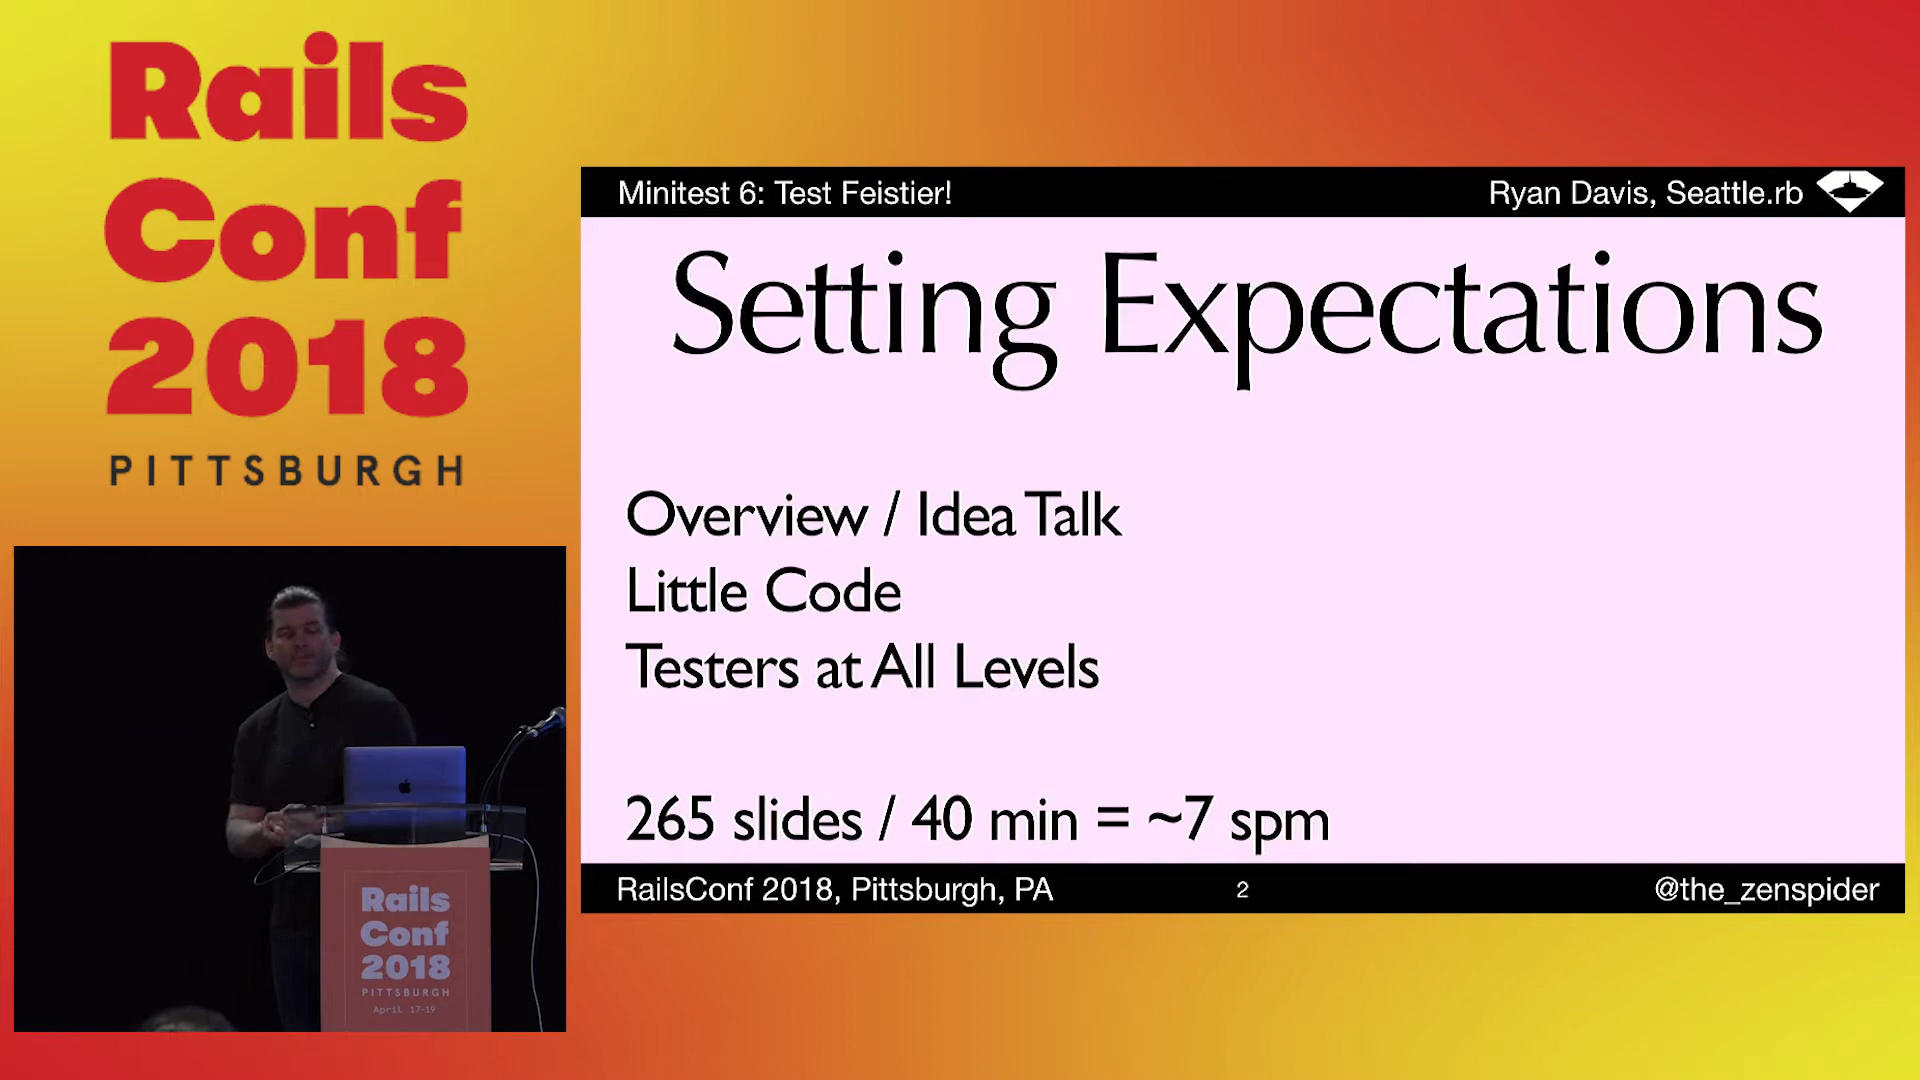 Rails
Conf
2018
PITTSBURGH
Minitest 6: Test Feistier!
Ryan Davis, Seattle.rb
Setting Expectations
Overview / Idea Talk
Little Code
Testers at All Levels
265 slides / 40 min = ~7 spm
RailsConf 2018, Pittsburgh, PA
2
@the_zenspider
Rails
Conf
2018
PITTSBURGH
April 17-19